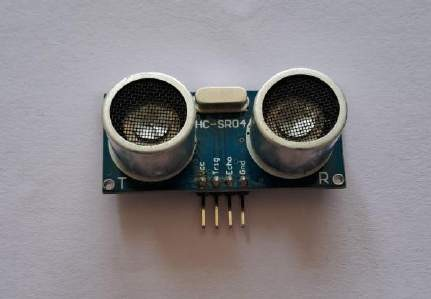 HC-SR04
Vcc
Trig
Echo
Gnd
T
R